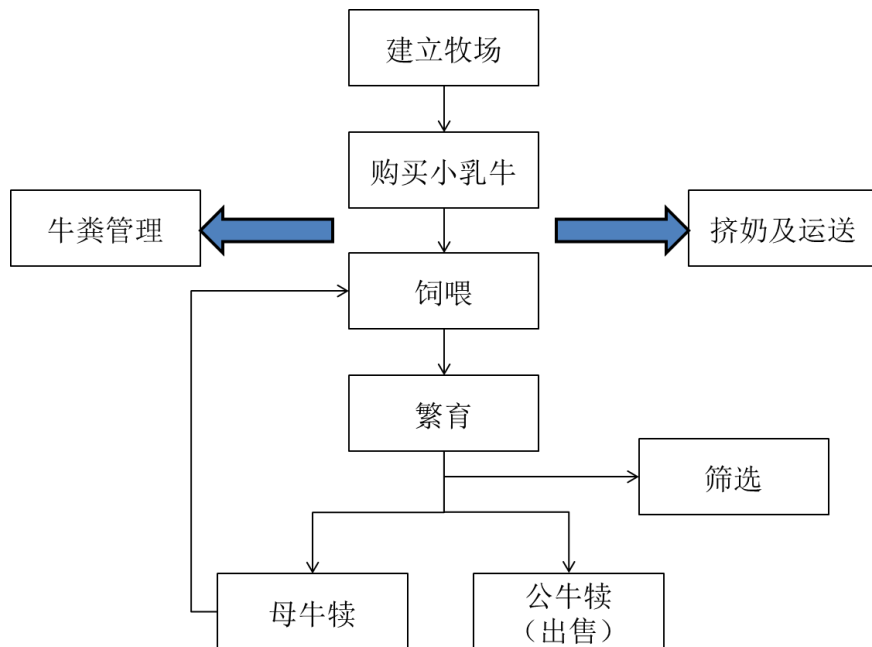 建立牧场
购买小乳牛
牛粪管理
挤奶及运送
饲喂
繁育
筛选
母牛犊
公牛犊
（出售）